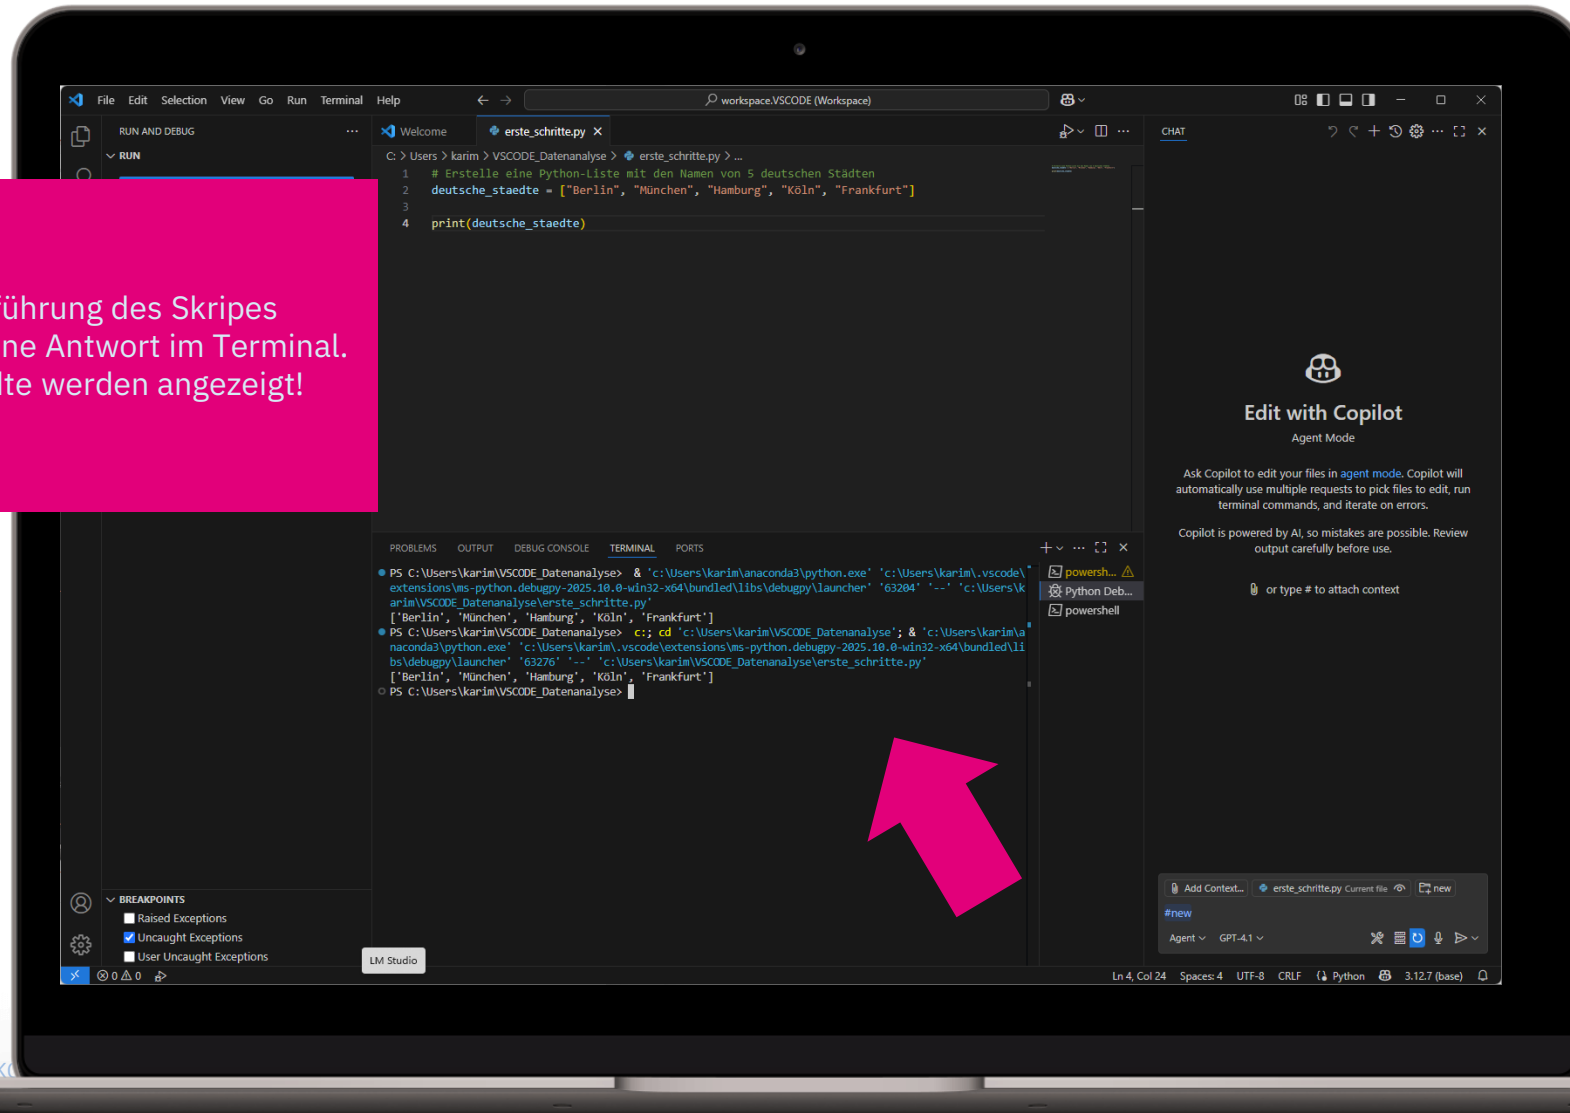 File Edit Selection View Go Run Terminal Help
workspace.VSCODE (Workspace)
RUN AND DEBUG
RUN
Welcome
erste_schritte.py
C: > Users > karim > VSCODE_Datenanalyse > erste_schritte.py > ...
1 # Erstelle eine Python-Liste mit den Namen von 5 deutschen Städten
2 deutsche_staedte = ["Berlin", "München", "Hamburg", "Köln", "Frankfurt"]
3
4 print(deutsche_staedte)
führung des Skripes
ne Antwort im Terminal.
lte werden angezeigt!
PROBLEMS OUTPUT DEBUG CONSOLE TERMINAL PORTS
PS C:\Users\karim\VSCODE_Datenanalyse> & 'c:\Users\karim\anaconda3\python.exe' 'c:\Users\karim\.vscode\
extensions\ms-python.debugpy-2025.10.0-win32-x64\bundled\libs\debugpy\launcher' '63204' '--' 'c:\Users\k
arim\VSCODE_Datenanalyse\erste_schritte.py'
['Berlin', 'München', 'Hamburg', 'Köln', 'Frankfurt']
PS C:\Users\karim\VSCODE_Datenanalyse> c:; cd 'c:\Users\karim\VSCODE_Datenanalyse'; & 'c:\Users\karim\a
naconda3\python.exe' 'c:\Users\karim\.vscode\extensions\ms-python.debugpy-2025.10.0-win32-x64\bundled\li
bs\debugpy\launcher' '63276' '--' 'c:\Users\karim\VSCODE_Datenanalyse\erste_schritte.py'
['Berlin', 'München', 'Hamburg', 'Köln', 'Frankfurt']
PS C:\Users\karim\VSCODE_Datenanalyse>
powersh...
Python Deb...
powershell
CHAT
Edit with Copilot
Agent Mode
Ask Copilot to edit your files in agent mode. Copilot will
automatically use multiple requests to pick files to edit, run
terminal commands, and iterate on errors.
Copilot is powered by AI, so mistakes are possible. Review
output carefully before use.
or type # to attach context
Add Context... erste_schritte.py Current file new
#new
Agent GPT-4.1
BREAKPOINTS
Raised Exceptions
Uncaught Exceptions
User Uncaught Exceptions
LM Studio
0 0
Ln 4, Col 24 Spaces: 4 UTF-8 CRLF Python 3.12.7 (base)